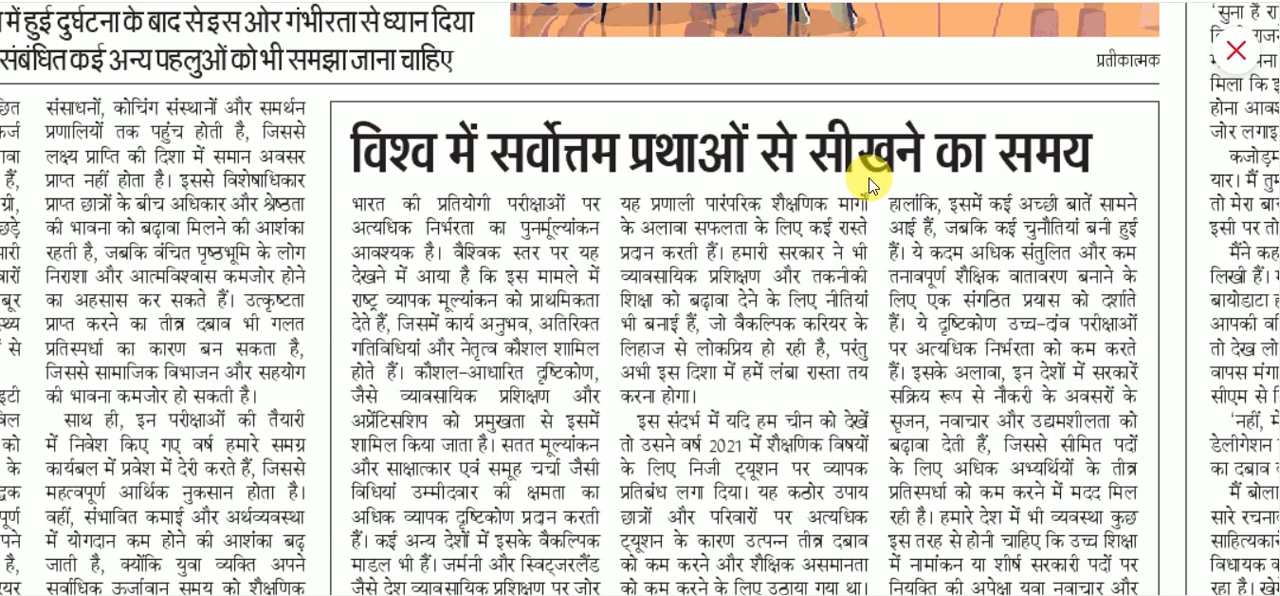 में हुई दुर्घटना के बाद से इस ओर गंभीरता से ध्यान दिया
संबंधित कई अन्य पहलुओं को भी समझा जाना चाहिए
प्रतीकात्मक
संसाधनों, कोचिंग संस्थानों और समर्थन
प्रणालियों तक पहुंच होती है, जिससे
लक्ष्य प्राप्ति की दिशा में समान अवसर
प्राप्त नहीं होता है। इससे विशेषाधिकार
प्राप्त छात्रों के बीच अधिकार और श्रेष्ठता
की भावना को बढ़ावा मिलने की आशंका
रहती है, जबकि वंचित पृष्ठभूमि के लोग
निराशा और आत्मविश्वास कमजोर होने
का अहसास कर सकते हैं। उत्कृष्टता
प्राप्त करने का तीव्र दबाव भी गलत
प्रतिस्पर्धा का कारण बन सकता है,
जिससे सामाजिक विभाजन और सहयोग
की भावना कमजोर हो सकती है।
साथ ही, इन परीक्षाओं की तैयारी
में निवेश किए गए वर्ष हमारे समग्र
कार्यबल में प्रवेश में देरी करते हैं, जिससे
महत्वपूर्ण आर्थिक नुकसान होता है।
वहीं, संभावित कमाई और अर्थव्यवस्था
में योगदान कम होने की आशंका बढ़
जाती है, क्योंकि युवा व्यक्ति अपने
सर्वाधिक ऊर्जावान समय को शैक्षणिक
विश्व में सर्वोत्तम प्रथाओं से सीखने का समय
भारत की प्रतियोगी परीक्षाओं पर
अत्यधिक निर्भरता का पुनर्मूल्यांकन
आवश्यक है। वैश्विक स्तर पर यह
देखने में आया है कि इस मामले में
राष्ट्र व्यापक मूल्यांकन को प्राथमिकता
देते हैं, जिसमें कार्य अनुभव, अतिरिक्त
गतिविधियां और नेतृत्व कौशल शामिल
होते हैं। कौशल-आधारित दृष्टिकोण,
जैसे व्यावसायिक प्रशिक्षण और
अप्रेंटिसशिप को प्रमुखता से इसमें
शामिल किया जाता है। सतत मूल्यांकन
और साक्षात्कार एवं समूह चर्चा जैसी
विधियां उम्मीदवार की क्षमता का
अधिक व्यापक दृष्टिकोण प्रदान करती
हैं। कई अन्य देशों में इसके वैकल्पिक
माडल भी हैं। जर्मनी और स्विट्जरलैंड
जैसे देश व्यावसायिक प्रशिक्षण पर जोर
यह प्रणाली पारंपरिक शैक्षणिक मार्गों
के अलावा सफलता के लिए कई रास्ते
प्रदान करती हैं। हमारी सरकार ने भी
व्यावसायिक प्रशिक्षण और तकनीकी
शिक्षा को बढ़ावा देने के लिए नीतियां
भी बनाई हैं, जो वैकल्पिक करियर के
लिहाज से लोकप्रिय हो रही है, परंतु
अभी इस दिशा में हमें लंबा रास्ता तय
करना होगा।
इस संदर्भ में यदि हम चीन को देखें
तो उसने वर्ष 2021 में शैक्षणिक विषयों
के लिए निजी ट्यूशन पर व्यापक
प्रतिबंध लगा दिया। यह कठोर उपाय
छात्रों और परिवारों पर अत्यधिक
ट्यूशन के कारण उत्पन्न तीव्र दबाव
को कम करने और शैक्षिक असमानता
को कम करने के लिए उठाया गया था।
हालांकि, इसमें कई अच्छी बातें सामने
आई हैं, जबकि कई चुनौतियां बनी हुई
हैं। ये कदम अधिक संतुलित और कम
तनावपूर्ण शैक्षिक वातावरण बनाने के
लिए एक संगठित प्रयास को दर्शाते
हैं। ये दृष्टिकोण उच्च-दांव परीक्षाओं
पर अत्यधिक निर्भरता को कम करते
हैं। इसके अलावा, इन देशों में सरकारें
सक्रिय रूप से नौकरी के अवसरों के
सृजन, नवाचार और उद्यमशीलता को
बढ़ावा देती हैं, जिससे सीमित पदों
के लिए अधिक अभ्यर्थियों के तीव्र
प्रतिस्पर्धा को कम करने में मदद मिल
रही है। हमारे देश में भी व्यवस्था कुछ
इस तरह से होनी चाहिए कि उच्च शिक्षा
में नामांकन या शीर्ष सरकारी पदों पर
नियुक्ति की अपेक्षा युवा नवाचार और
'सुना है
मिला कि
होना
जोर
यार। मैं
तो मेरा
इसी पर तो
मैंने
लिखी हैं।
बायोडाटा
आपकी
तो देख
वापस
सीएम से
'नहीं,
डेलीगेशन
का दबाव
मैं बोला
सारे
विधायक
रहा है।